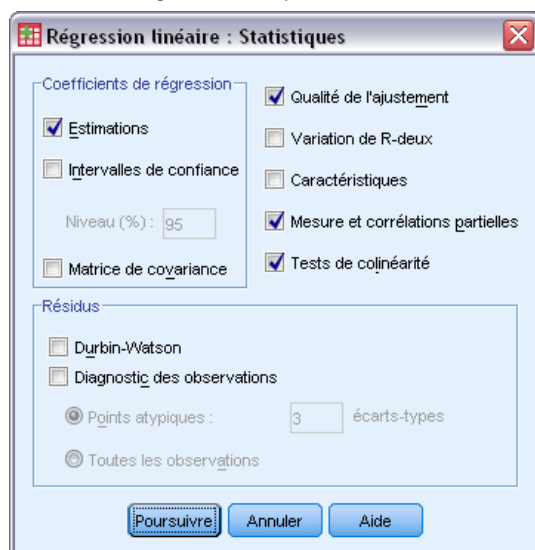 Régression linéaire : Statistiques
Coefficients de régression
Estimations
Intervalles de confiance
Niveau (%) : 95
Matrice de covariance
Qualité de l'ajustement
Variation de R-deux
Caractéristiques
Mesure et corrélations partielles
Tests de colinéarité
Résidus
Durbin-Watson
Diagnostic des observations
Points atypiques : 3 écarts-types
Toutes les observations
Poursuivre Annuler Aide